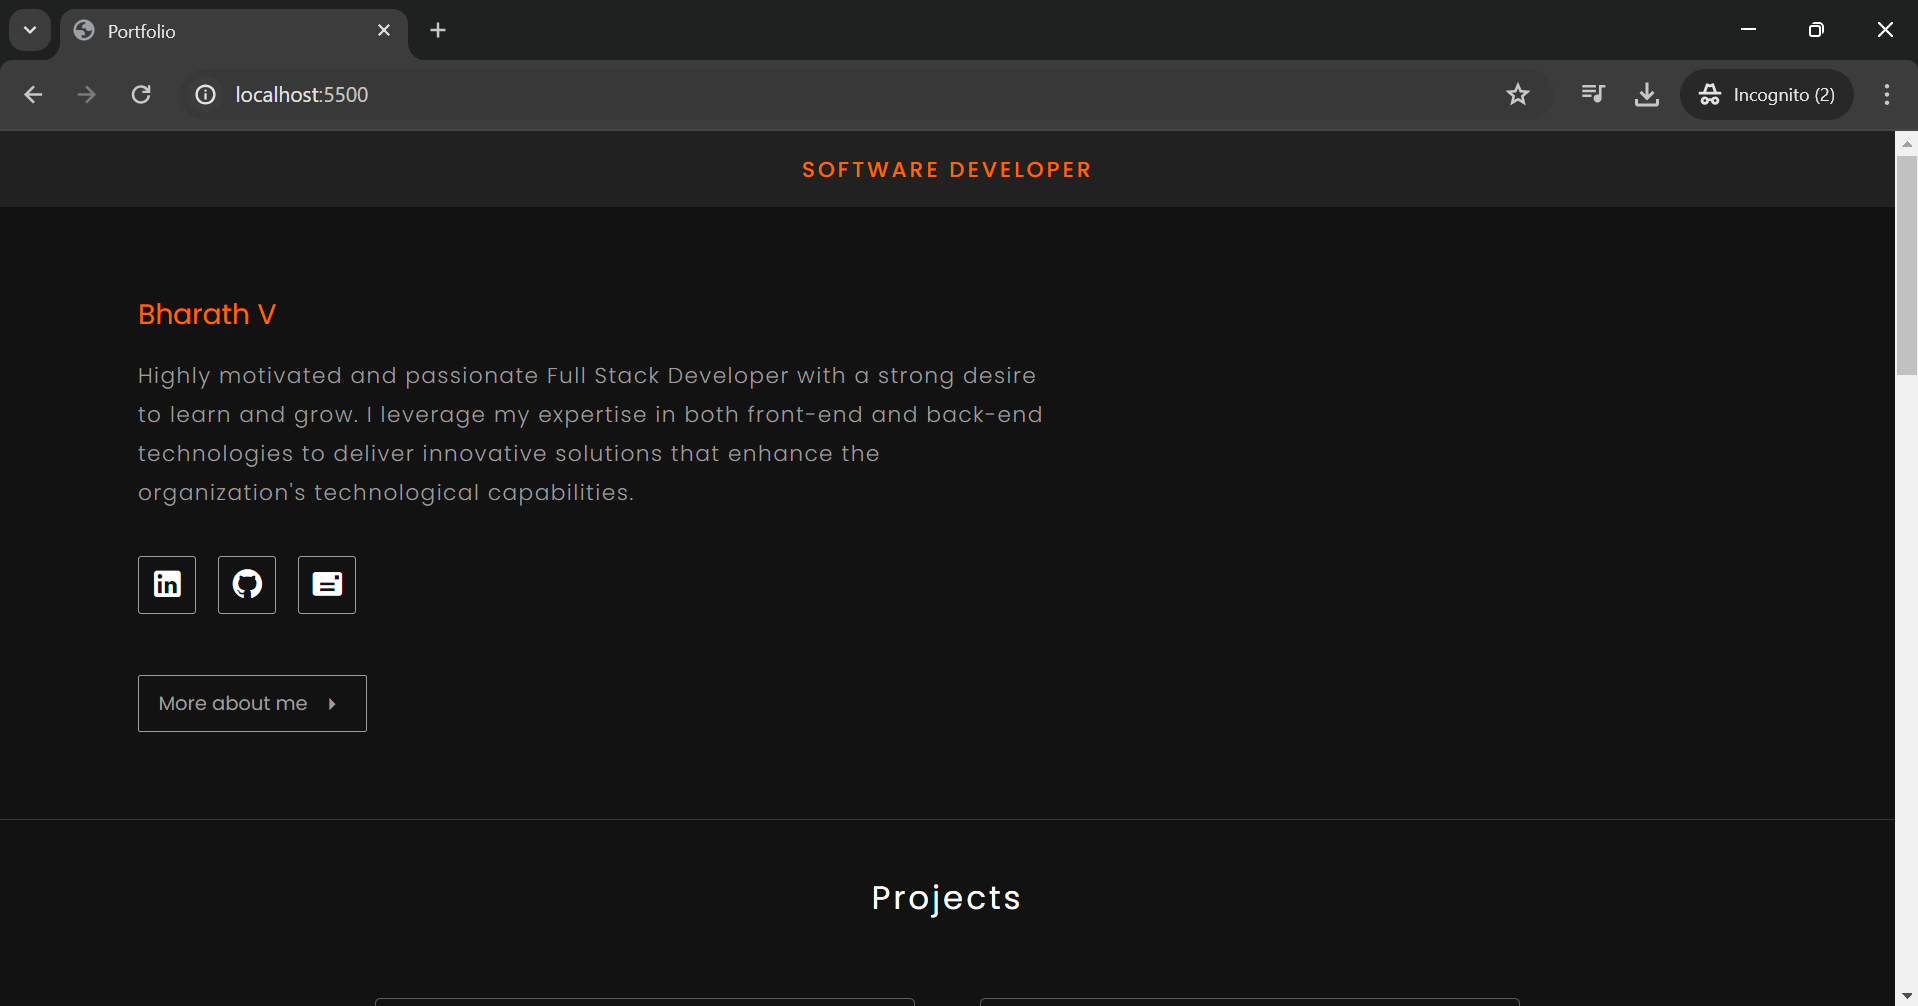 Portfolio
localhost:5500
Incognito (2)
SOFTWARE DEVELOPER
Bharath V
Highly motivated and passionate Full Stack Developer with a strong desire
to learn and grow. I leverage my expertise in both front-end and back-end
technologies to deliver innovative solutions that enhance the
organization's technological capabilities.
in
More about me
Projects